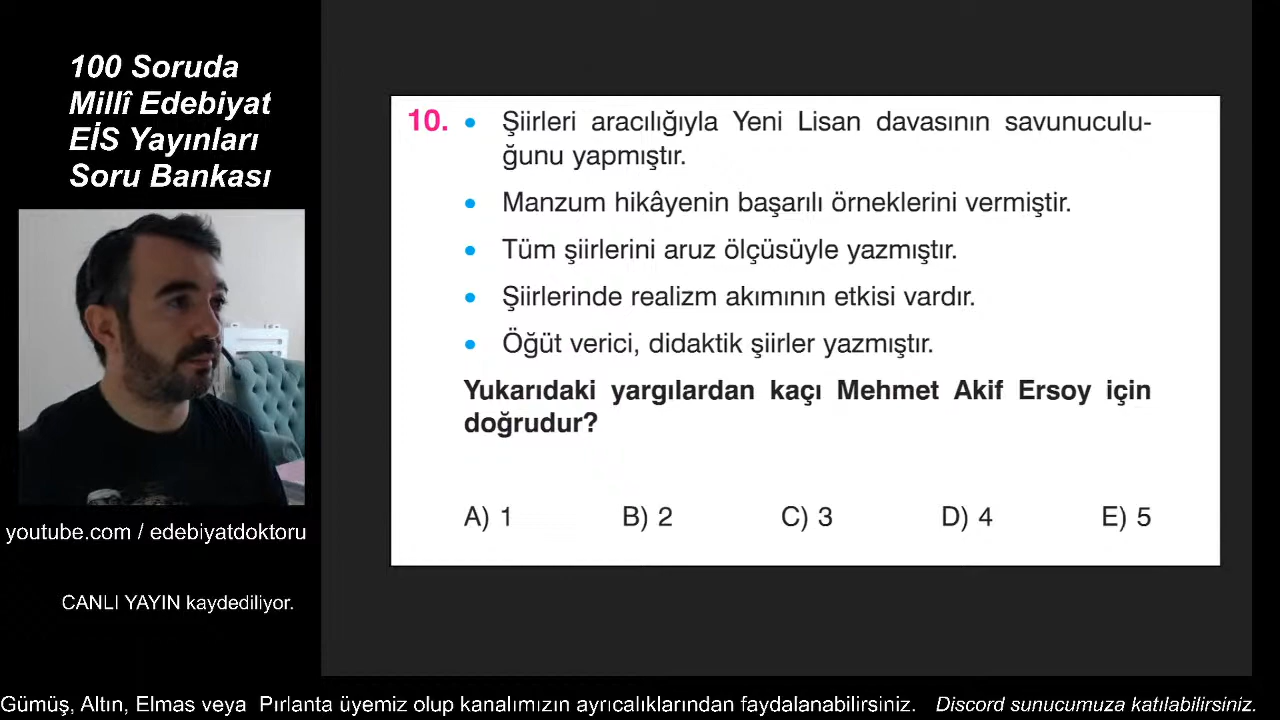 100 Soruda
Millî Edebiyat
EİS Yayınları
Soru Bankası
youtube.com / edebiyatdoktoru
CANLI YAYIN kaydediliyor.
10. • Şiirleri aracılığıyla Yeni Lisan davasının savunuculu-
ğunu yapmıştır.
• Manzum hikâyenin başarılı örneklerini vermiştir.
• Tüm şiirlerini aruz ölçüsüyle yazmıştır.
• Şiirlerinde realizm akımının etkisi vardır.
• Öğüt verici, didaktik şiirler yazmıştır.
Yukarıdaki yargılardan kaçı Mehmet Akif Ersoy için
doğrudur?
A) 1 B) 2 C) 3 D) 4 E) 5
Gümüş, Altın, Elmas veya Pırlanta üyemiz olup kanalımızın ayrıcalıklarından faydalanabilirsiniz. Discord sunucumuza katılabilirsiniz.